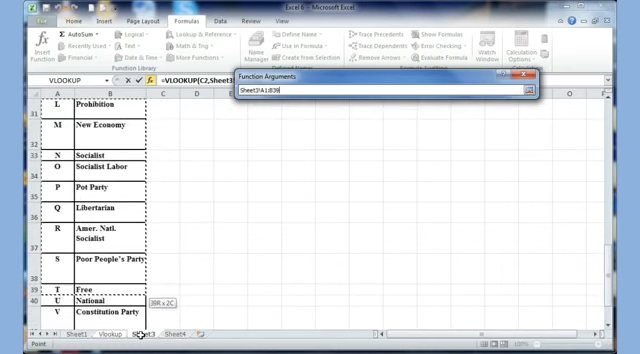 Excel 6 - Microsoft Excel
File Home Insert Page Layout Formulas Data Review View
Insert Function
AutoSum
Recently Used
Financial
Logical
Text
Date & Time
Lookup & Reference
Math & Trig
More Functions
Function Library
Name Manager
Define Name
Use in Formula
Create from Selection
Trace Precedents
Trace Dependents
Remove Arrows
Show Formulas
Error Checking
Watch Window
Calculation Options
VLOOKUP =VLOOKUP(C2,Sheet3
Function Arguments
Sheet3!A1:B39
A B C D E O P
31 L Prohibition
M New Economy
33 N Socialist
O Socialist Labor
34
P Pot Party
35
Q Libertarian
36
R Amer. Natl.
Socialist
37
S Poor People's Party
38
39 T Free
40 U National
V Constitution Party
39R x 2C
Sheet1 Vlookup Sheet3 Sheet4
Point 100%